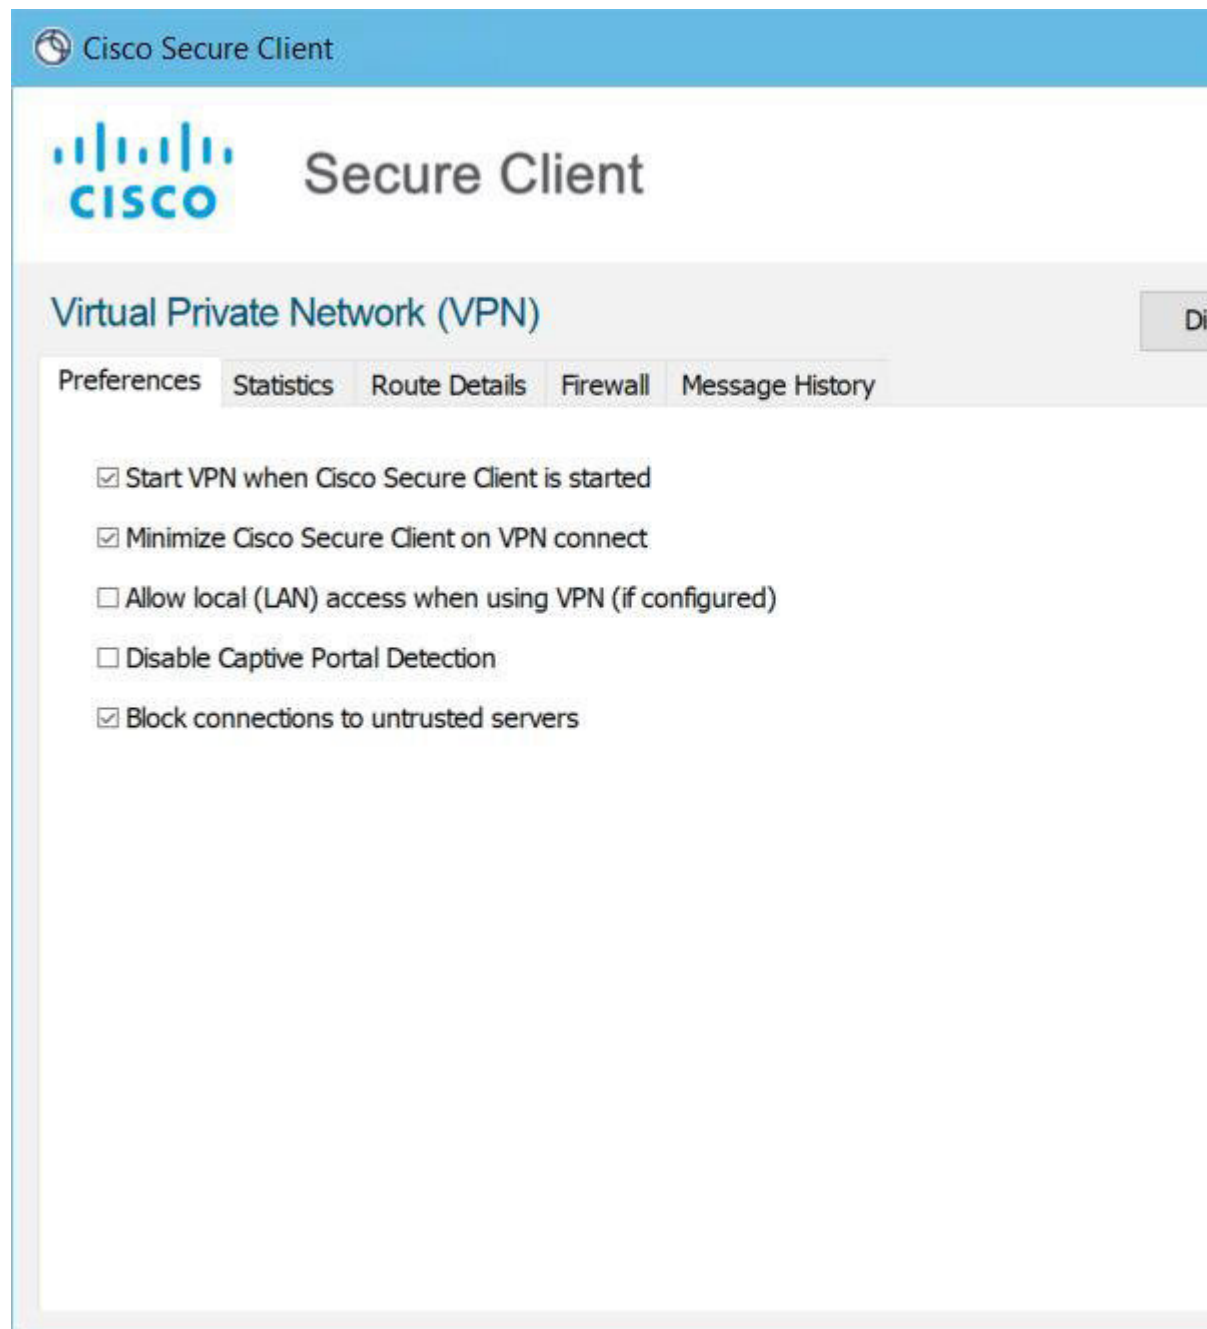 Cisco Secure Client
CISCO
Secure Client
Virtual Private Network (VPN)
Di
Preferences Statistics Route Details Firewall Message History
Start VPN when Cisco Secure Client is started
Minimize Cisco Secure Client on VPN connect
Allow local (LAN) access when using VPN (if configured)
Disable Captive Portal Detection
Block connections to untrusted servers